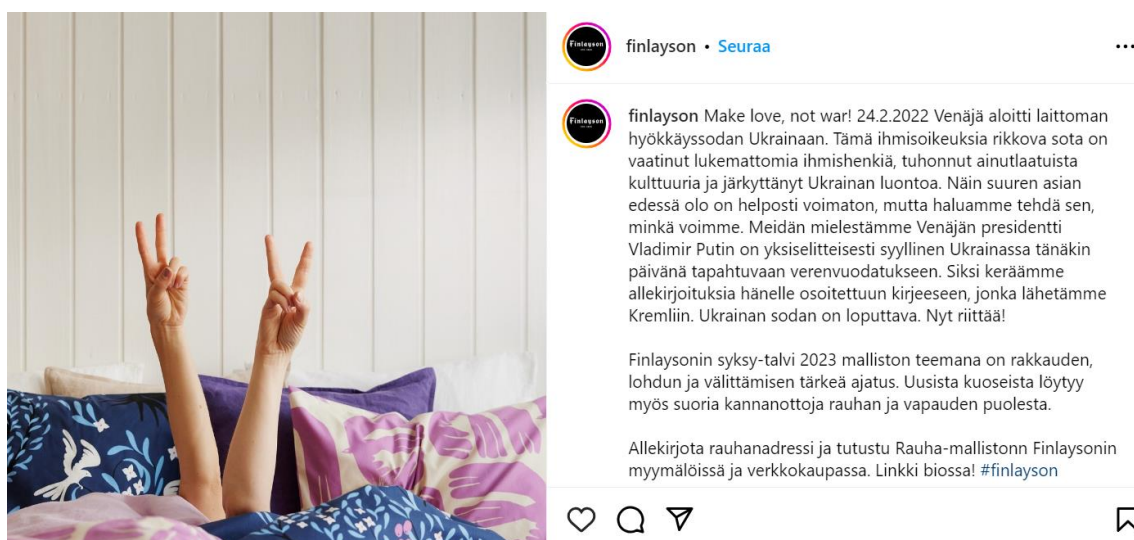 finlayson • Seuraa
finlayson Make love, not war! 24.2.2022 Venäjä aloitti laittoman
hyökkäyssodan Ukrainaan. Tämä ihmisoikeuksia rikkova sota on
vaatinut lukemattomia ihmishenkiä, tuhonnut ainutlaatuista
kulttuuria ja järkyttänyt Ukrainan luontoa. Näin suuren asian
edessä olo on helposti voimaton, mutta haluamme tehdä sen,
minkä voimme. Meidän mielestämme Venäjän presidentti
Vladimir Putin on yksiselitteisesti syyllinen Ukrainassa tänäkin
päivänä tapahtuvaan verenvuodatukseen. Siksi keräämme
allekirjoituksia hänelle osoitettuun kirjeeseen, jonka lähetämme
Kremliin. Ukrainan sodan on loputtava. Nyt riittää!
Finlaysonin syksy-talvi 2023 malliston teemana on rakkauden,
lohdun ja välittämisen tärkeä ajatus. Uusista kuoseista löytyy
myös suoria kannanottoja rauhan ja vapauden puolesta.
Allekirjota rauhanadressi ja tutustu Rauha-mallistonn Finlaysonin
myymälöissä ja verkkokaupassa. Linkki biossa! #finlayson
Finlayson
Finlayson